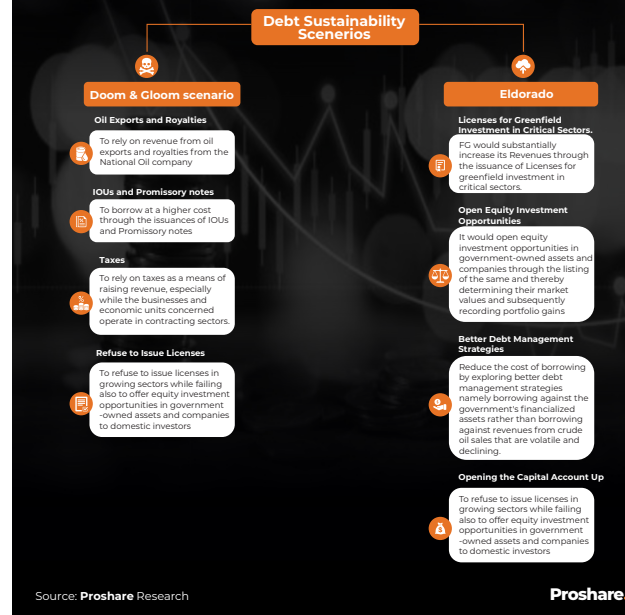 Debt Sustainability
Scenerios
Doom & Gloom scenario
Oil Exports and Royalties
To rely on revenue from oil
exports and royalties from the
National Oil company
IOUs and Promissory notes
To borrow at a higher cost
through the issuances of IOUs
and Promissory notes
Taxes
To rely on taxes as a means of
raising revenue, especially
while the businesses and
economic units concerned
operate in contracting sectors.
Refuse to Issue Licenses
To refuse to issue licenses in
growing sectors while failing
also to offer equity investment
opportunities in government
-owned assets and companies
to domestic investors
Eldorado
Licenses for Greenfield
Investment in Critical Sectors.
FG would substantially
increase its Revenues through
the issuance of Licenses for
greenfield investment in
critical sectors.
Open Equity Investment
Opportunities
It would open equity
investment opportunities in
government-owned assets and
companies through the listing
of the same and thereby
determining their market
values and subsequently
recording portfolio gains
Better Debt Management
Strategies
Reduce the cost of borrowing
by exploring better debt
management strategies
namely borrowing against the
government's financialized
assets rather than borrowing
against revenues from crude
oil sales that are volatile and
declining.
Opening the Capital Account Up
To refuse to issue licenses in
growing sectors while failing
also to offer equity investment
opportunities in government
-owned assets and companies
to domestic investors
Source: Proshare Research
Proshare.